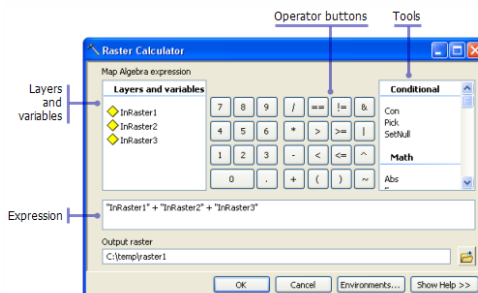 Operator buttons
Tools
Raster Calculator
Map Algebra expression
Layers and variables
Layers
and
variables
InRaster1
InRaster2
InRaster3
7 8 9 / == != &
4 5 6 * > >= |
1 2 3 - < <= ^
0 . + ( ) ~
Conditional
Con
Pick
SetNull
Math
Abs
Expression
"InRaster1" + "InRaster2" + "InRaster3"
Output raster
C:\temp\raster1
OK
Cancel
Environments...
Show Help >>